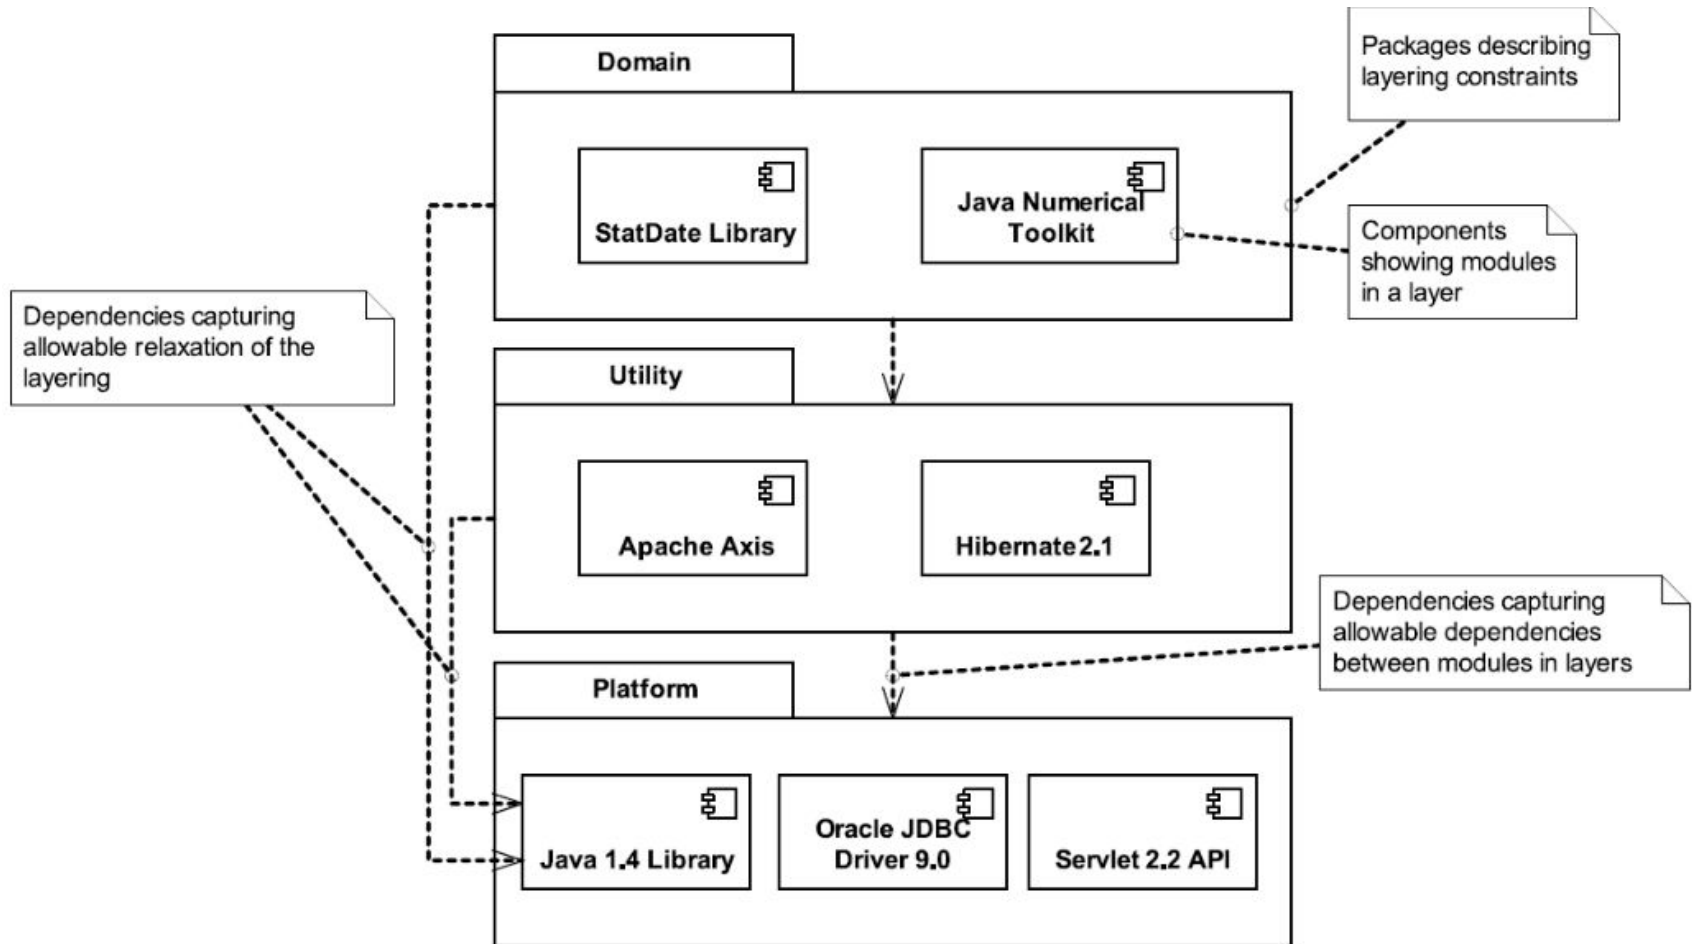 Packages describing
layering constraints
Domain
StatDate Library
Java Numerical
Toolkit
Components
showing modules
in a layer
Dependencies capturing
allowable relaxation of the
layering
Utility
Apache Axis
Hibernate2.1
Dependencies capturing
allowable dependencies
between modules in layers
Platform
Java 1.4 Library
Oracle JDBC
Driver 9.0
Servlet 2.2 API